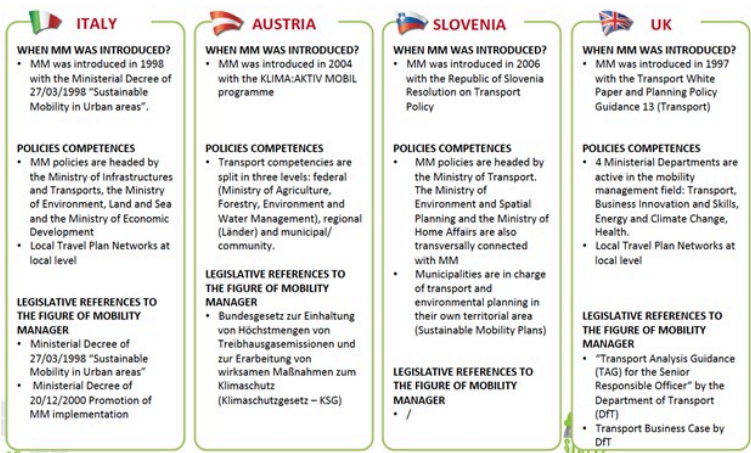 ITALY
WHEN MM WAS INTRODUCED?
• MM was introduced in 1998
with the Ministerial Decree of
27/03/1998 “Sustainable
Mobility in Urban areas”.
POLICIES COMPETENCES
• MM policies are headed by
the Ministry of Infrastructures
and Transports, the Ministry
of Environment, Land and Sea
and the Ministry of Economic
Development
• Local Travel Plan Networks at
local level
LEGISLATIVE REFERENCES TO
THE FIGURE OF MOBILITY
MANAGER
• Ministerial Decree of
27/03/1998 “Sustainable
Mobility in Urban areas”
• Ministerial Decree of
20/12/2000 Promotion of
MM implementation
AUSTRIA
WHEN MM WAS INTRODUCED?
• MM was introduced in 2004
with the KLIMA:AKTIV MOBIL
programme
POLICIES COMPETENCES
• Transport competencies are
split in three levels: federal
(Ministry of Agriculture,
Forestry, Environment and
Water Management), regional
(Länder) and municipal/
community.
LEGISLATIVE REFERENCES TO
THE FIGURE OF MOBILITY
MANAGER
• Bundesgesetz zur Einhaltung
von Höchstmengen von
Treibhausgasemissionen und
zur Erarbeitung von
wirksamen Maßnahmen zum
Klimaschutz
(Klimaschutzgesetz – KSG)
SLOVENIA
WHEN MM WAS INTRODUCED?
• MM was introduced in 2006
with the Republic of Slovenia
Resolution on Transport
Policy
POLICIES COMPETENCES
• MM policies are headed by
the Ministry of Transport.
The Ministry of
Environment and Spatial
Planning and the Ministry of
Home Affairs are also
transversally connected
with MM
• Municipalities are in charge
of transport and
environmental planning in
their own territorial area
(Sustainable Mobility Plans)
LEGISLATIVE REFERENCES TO
THE FIGURE OF MOBILITY
MANAGER
• /
UK
WHEN MM WAS INTRODUCED?
• MM was introduced in 1997
with the Transport White
Paper and Planning Policy
Guidance 13 (Transport)
POLICIES COMPETENCES
• 4 Ministerial Departments are
active in the mobility
management field: Transport,
Business Innovation and Skills,
Energy and Climate Change,
Health.
• Local Travel Plan Networks at
local level
LEGISLATIVE REFERENCES TO
THE FIGURE OF MOBILITY
MANAGER
• “Transport Analysis Guidance
(TAG) for the Senior
Responsible Officer” by the
Department of Transport
(DfT)
• Transport Business Case by
DfT